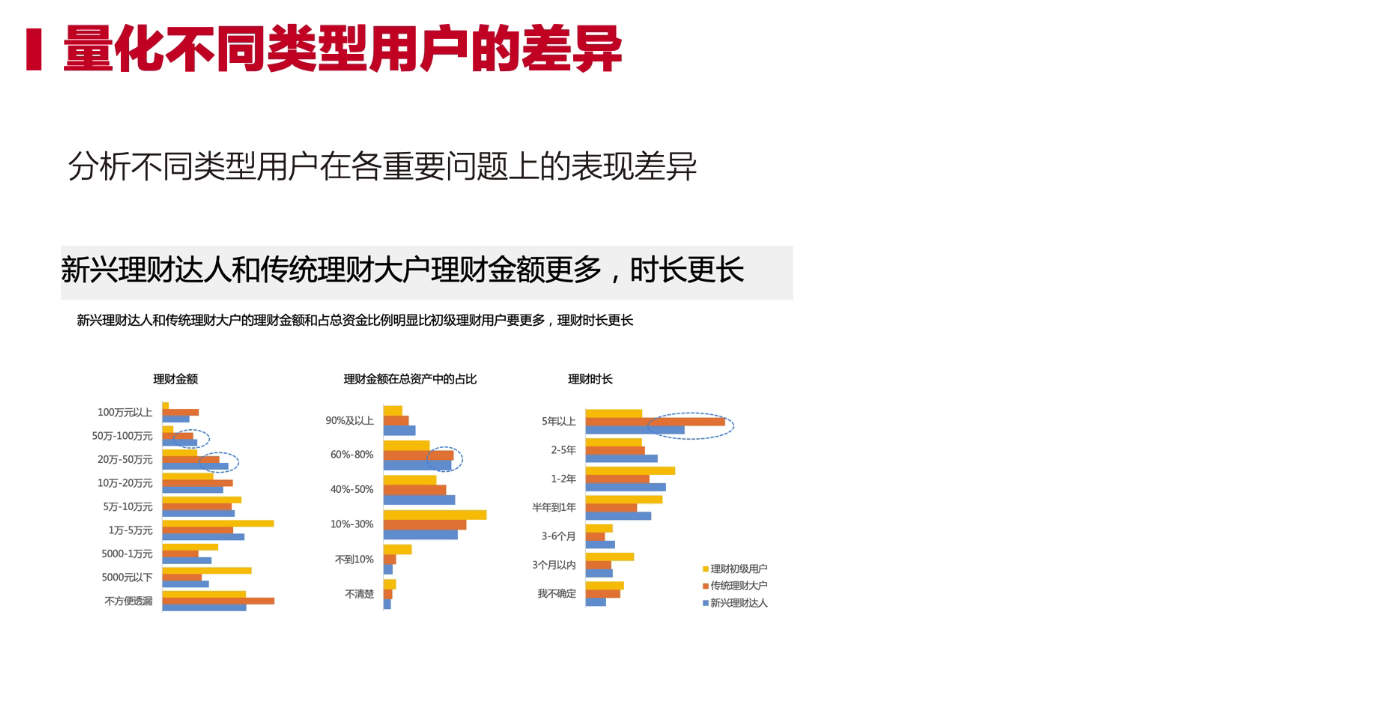 量化不同类型用户的差异
分析不同类型用户在各重要问题上的表现差异
新兴理财达人和传统理财大户理财金额更多，时长更长
新兴理财达人和传统理财大户的理财金额和占总资金比例明显比初级理财用户要更多，理财时长更长
理财金额
100万元以上
50万-100万元
20万-50万元
10万-20万元
5万-10万元
1万-5万元
5000-1万元
5000元以下
不方便透漏
理财金额在总资产中的占比
90%及以上
60%-80%
40%-50%
10%-30%
不到10%
不清楚
理财时长
5年以上
2-5年
1-2年
半年到1年
3-6个月
3个月以内
我不确定
理财初级用户
传统理财大户
新兴理财达人